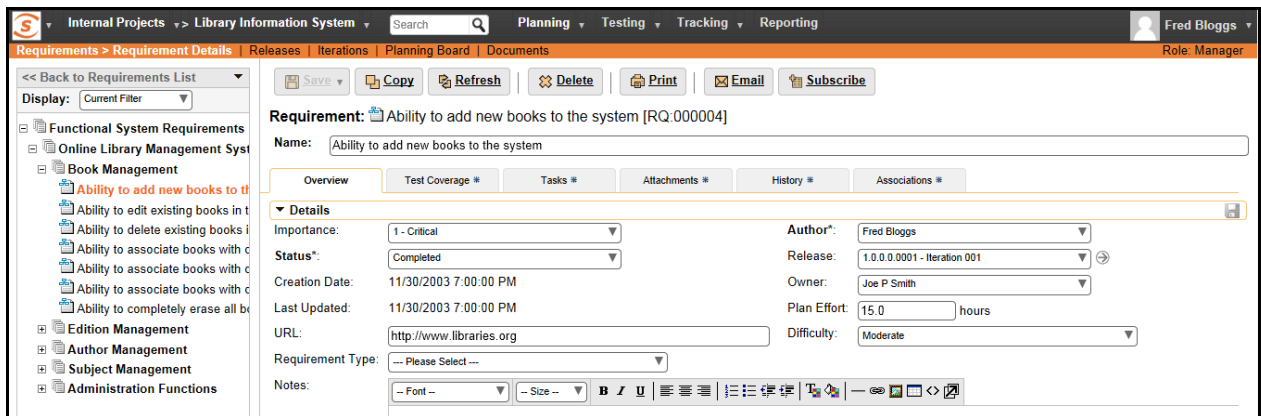 Internal Projects > Library Information System Search Planning Testing Tracking Reporting Fred Bloggs
Requirements > Requirement Details | Releases | Iterations | Planning Board | Documents Role: Manager
<< Back to Requirements List
Display: Current Filter
Functional System Requirements
Online Library Management Syst
Book Management
Ability to add new books to th
Ability to edit existing books in t
Ability to delete existing books i
Ability to associate books with c
Ability to associate books with c
Ability to associate books with c
Ability to completely erase all bo
Edition Management
Author Management
Subject Management
Administration Functions
Save Copy Refresh Delete Print Email Subscribe
Requirement: Ability to add new books to the system [RQ:000004]
Name: Ability to add new books to the system
Overview Test Coverage * Tasks * Attachments * History * Associations *
Details
Importance: 1 - Critical Author*: Fred Bloggs
Status*: Completed Release: 1.0.0.0.0001 - Iteration 001
Creation Date: 11/30/2003 7:00:00 PM Owner: Joe P Smith
Last Updated: 11/30/2003 7:00:00 PM Plan Effort: 15.0 hours
URL: http://www.libraries.org Difficulty: Moderate
Requirement Type: --- Please Select ---
Notes: -- Font -- -- Size -- B I U